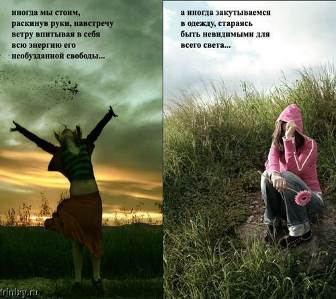 иногда мы стоим,
раскинув руки, навстречу
ветру впитывая в себя
всю энергию его
необузданной свободы...
а иногда закутываемся
в одежду, стараясь
быть невидимыми для
всего света...